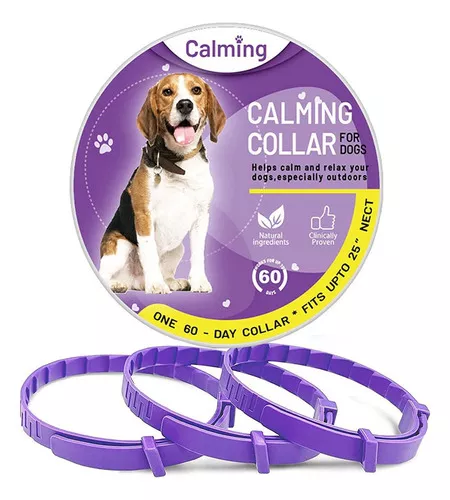 Calming
CALMING
COLLAR FOR DOGS
Helps calm and relax your
dogs,especially outdoors
Natural
ingredients
Clinically
Proven
60
DAYS
ONE 60 - DAY COLLAR * FITS UPTO 25" NECT